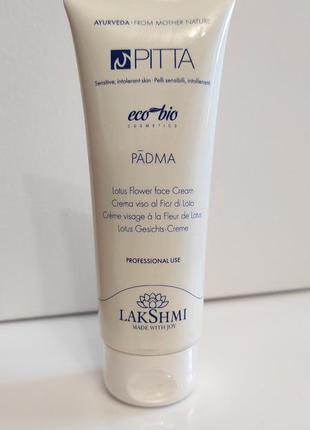 AYURVEDA • FROM MOTHER NATURE
PITTA
Sensitive, intolerant skin • Pelli sensibili, intolleranti
eco bio
COSMETICS
PĀDMA
Lotus Flower face Cream
Crema viso al Fior di Loto
Crème visage à la Fleur de Lotus
Lotus Gesichts-Creme
PROFESSIONAL USE
LAKSHMI
MADE WITH JOY